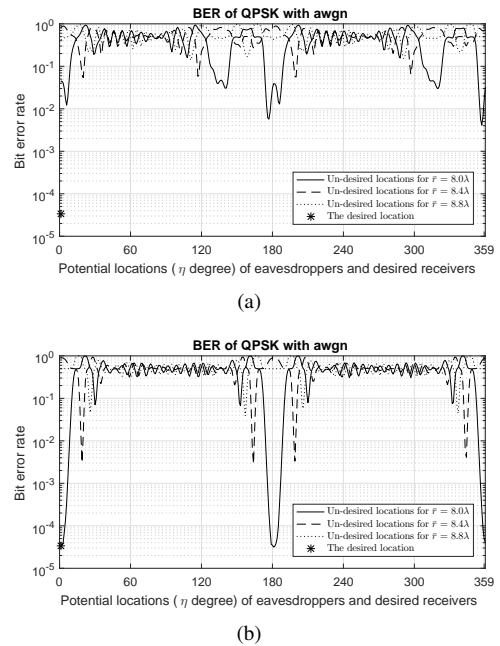 BER of QPSK with awgn
10^0
10^-1
10^-2
10^-3
10^-4
10^-5
Bit error rate
Un-desired locations for r̄ = 8.0λ
Un-desired locations for r̄ = 8.4λ
Un-desired locations for r̄ = 8.8λ
The desired location
0 60 120 180 240 300 359
Potential locations ( η degree) of eavesdroppers and desired receivers
(a)
BER of QPSK with awgn
10^0
10^-1
10^-2
10^-3
10^-4
10^-5
Bit error rate
Un-desired locations for r̄ = 8.0λ
Un-desired locations for r̄ = 8.4λ
Un-desired locations for r̄ = 8.8λ
The desired location
0 60 120 180 240 300 359
Potential locations ( η degree) of eavesdroppers and desired receivers
(b)